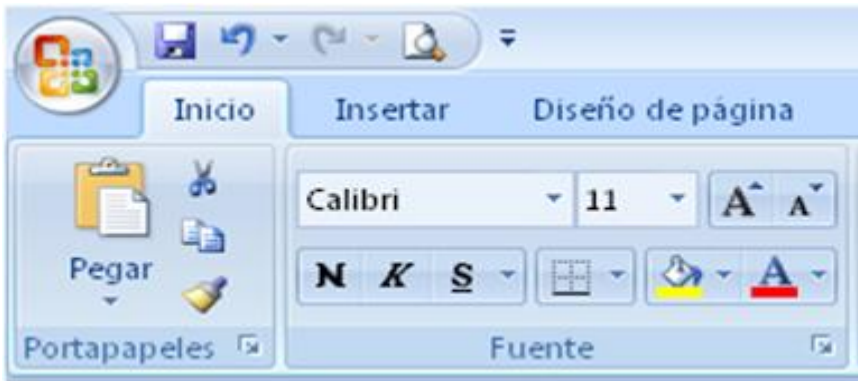 Inicio Insertar Diseño de página
Calibri 11 A A
Pegar
N K S A
Portapapeles Fuente